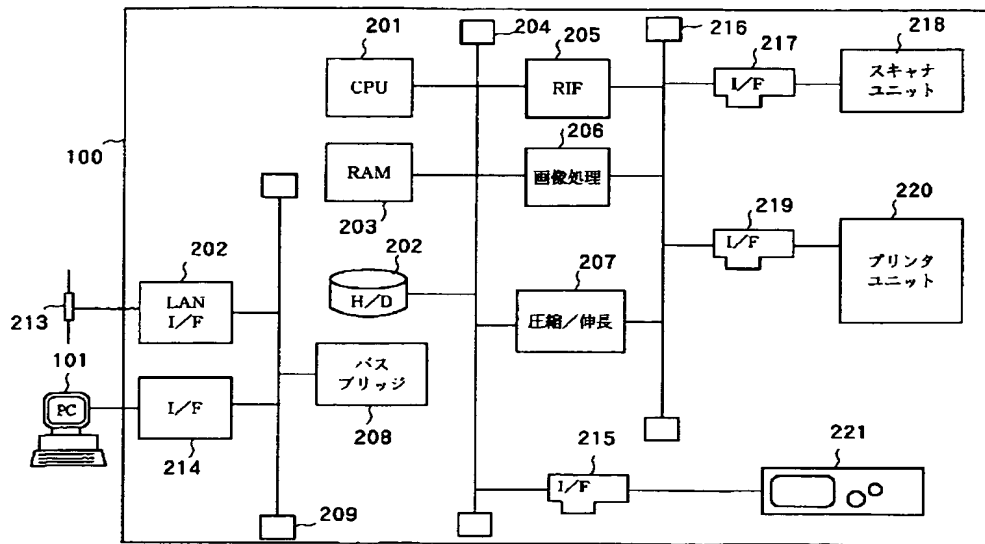 201
204
205
216
217
218
CPU
RIF
I/F
スキャナ
ユニット
100
206
RAM
画像処理
203
219
220
202
202
207
I/F
プリンタ
ユニット
LAN
I/F
H/D
圧縮/伸長
213
101
バス
ブリッジ
PC
I/F
208
214
215
221
I/F
209